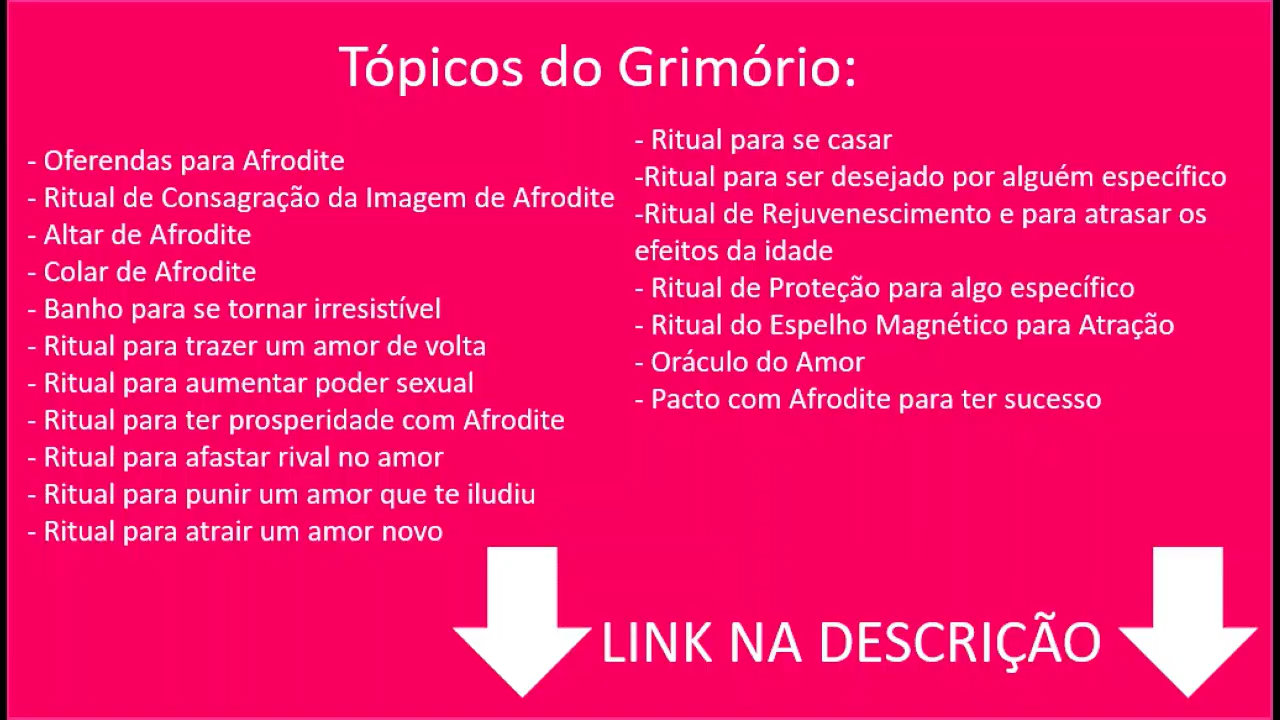 Tópicos do Grimório:
- Oferendas para Afrodite
- Ritual de Consagração da Imagem de Afrodite
- Altar de Afrodite
- Colar de Afrodite
- Banho para se tornar irresistível
- Ritual para trazer um amor de volta
- Ritual para aumentar poder sexual
- Ritual para ter prosperidade com Afrodite
- Ritual para afastar rival no amor
- Ritual para punir um amor que te iludiu
- Ritual para atrair um amor novo
- Ritual para se casar
-Ritual para ser desejado por alguém específico
-Ritual de Rejuvenescimento e para atrasar os
efeitos da idade
- Ritual de Proteção para algo específico
- Ritual do Espelho Magnético para Atração
- Oráculo do Amor
- Pacto com Afrodite para ter sucesso
LINK NA DESCRIÇÃO